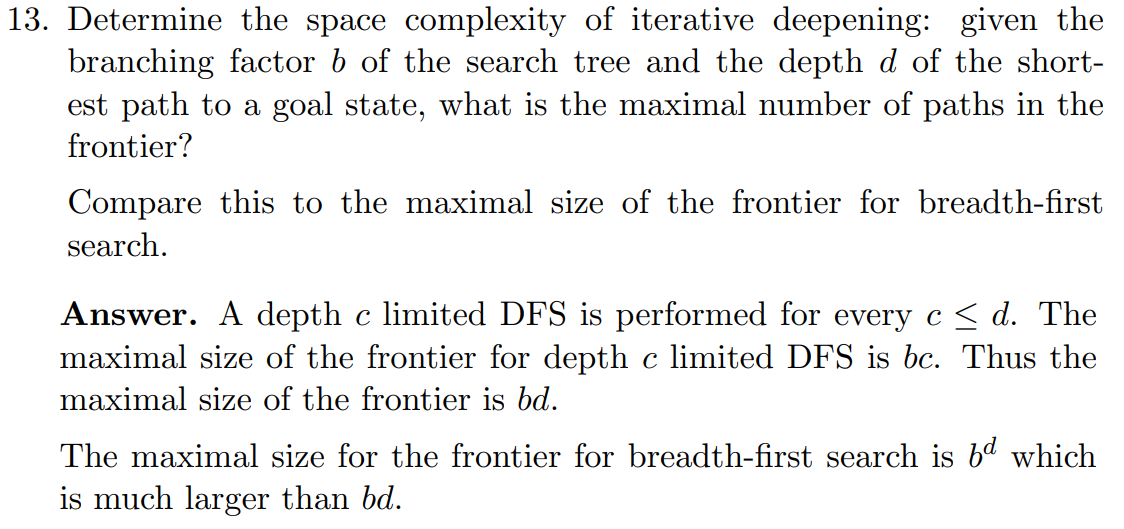 13. Determine the space complexity of iterative deepening: given the
branching factor b of the search tree and the depth d of the short-
est path to a goal state, what is the maximal number of paths in the
frontier?
Compare this to the maximal size of the frontier for breadth-first
search.
Answer. A depth c limited DFS is performed for every c ≤ d. The
maximal size of the frontier for depth c limited DFS is bc. Thus the
maximal size of the frontier is bd.
The maximal size for the frontier for breadth-first search is b^d which
is much larger than bd.